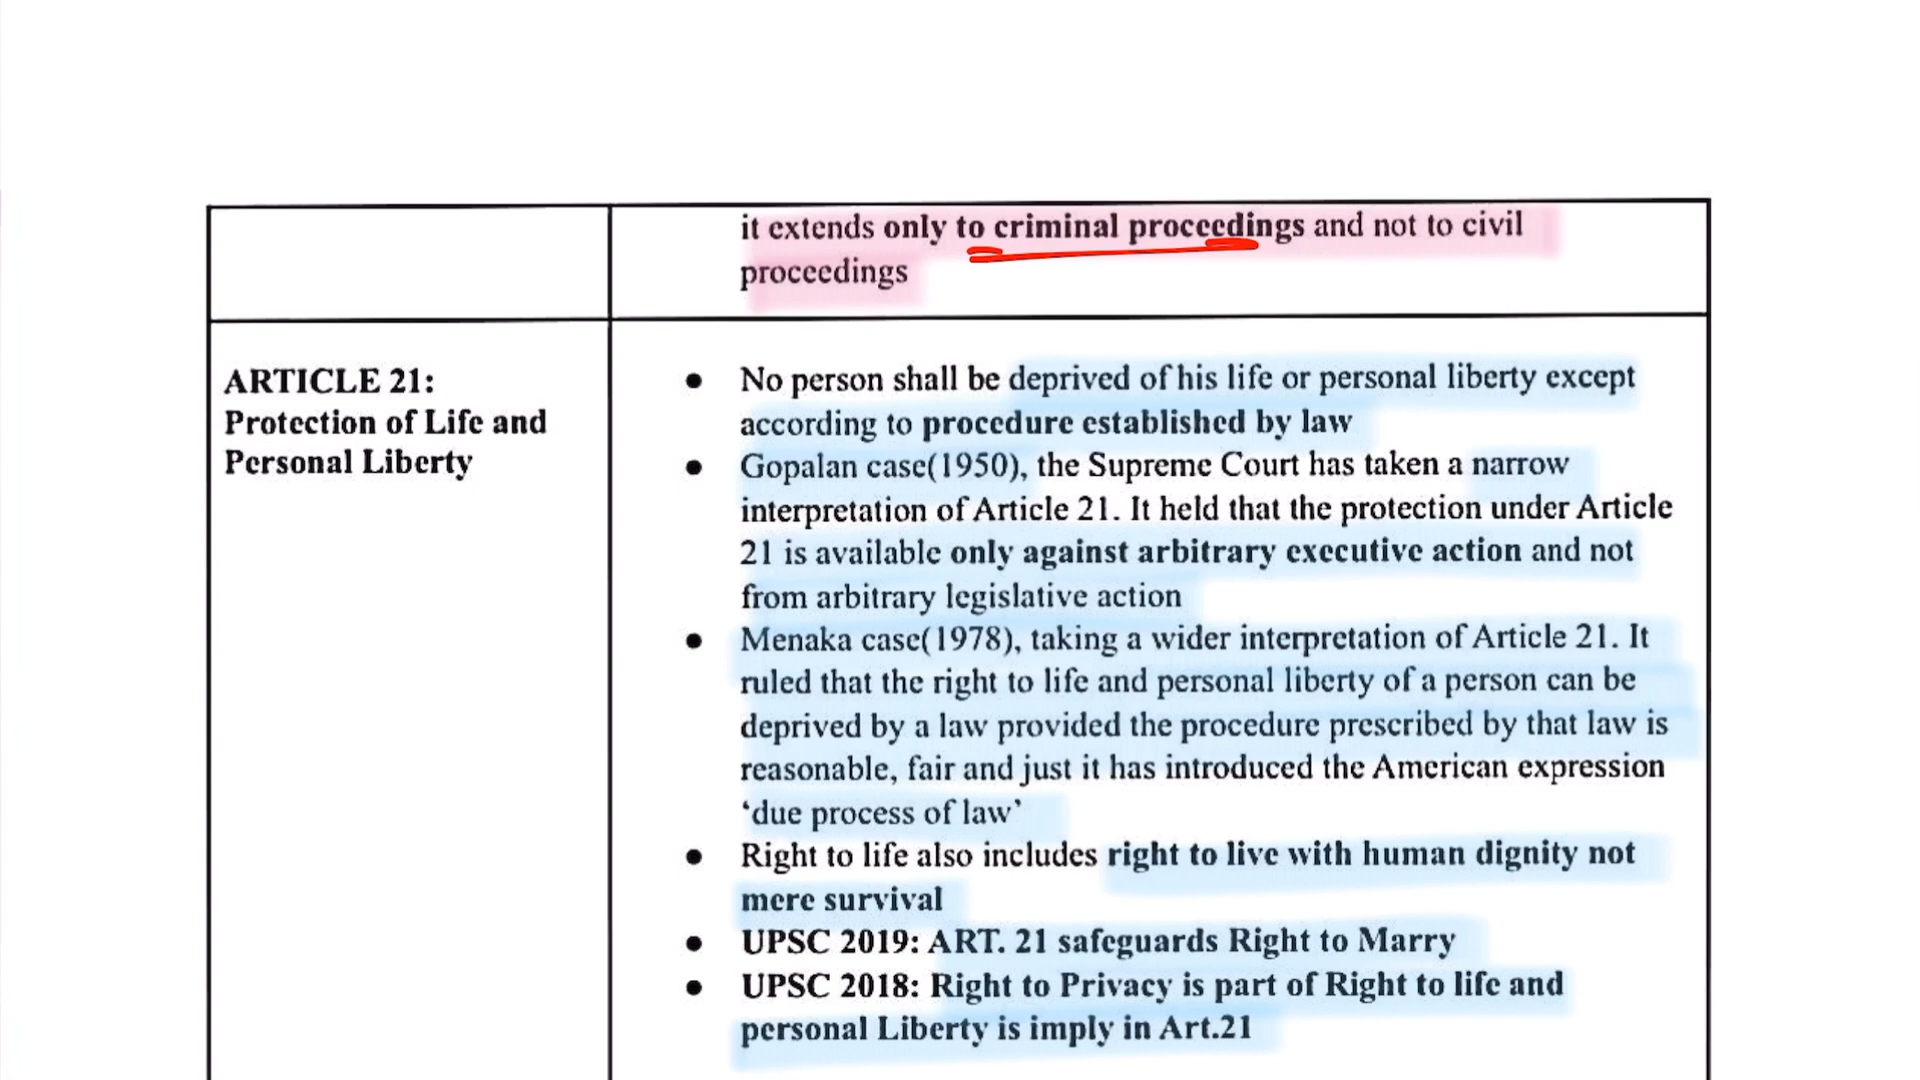 it extends only to criminal proceedings and not to civil
proceedings
ARTICLE 21:
Protection of Life and
Personal Liberty
● No person shall be deprived of his life or personal liberty except
according to procedure established by law
● Gopalan case(1950), the Supreme Court has taken a narrow
interpretation of Article 21. It held that the protection under Article
21 is available only against arbitrary executive action and not
from arbitrary legislative action
● Menaka case(1978), taking a wider interpretation of Article 21. It
ruled that the right to life and personal liberty of a person can be
deprived by a law provided the procedure prescribed by that law is
reasonable, fair and just it has introduced the American expression
‘due process of law’
● Right to life also includes right to live with human dignity not
mere survival
● UPSC 2019: ART. 21 safeguards Right to Marry
● UPSC 2018: Right to Privacy is part of Right to life and
personal Liberty is imply in Art.21